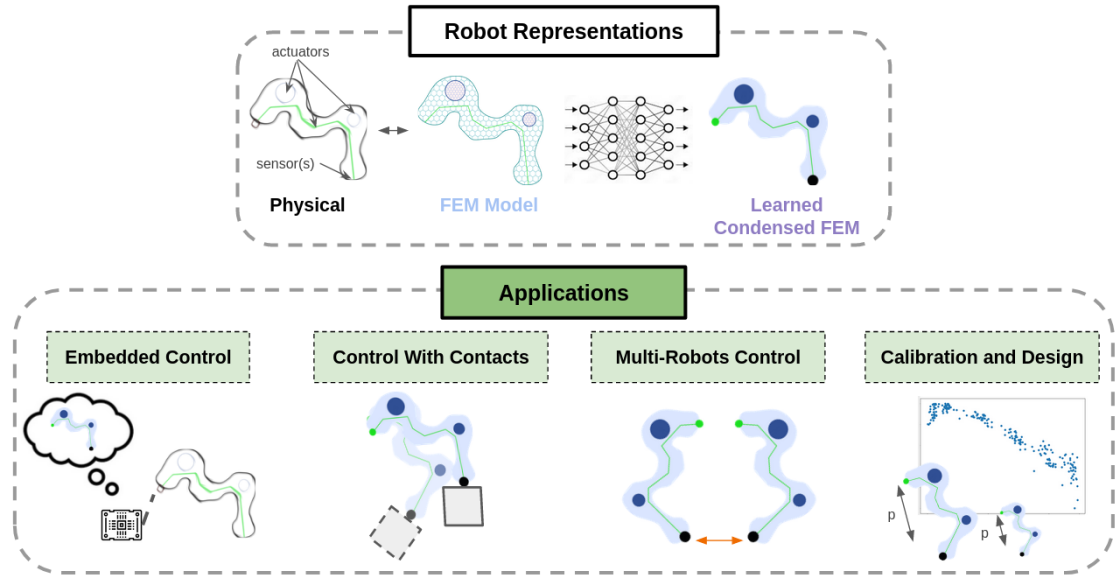 Robot Representations
actuators
sensor(s)
Physical
FEM Model
Learned
Condensed FEM
Applications
Embedded Control
Control With Contacts
Multi-Robots Control
Calibration and Design
p
p